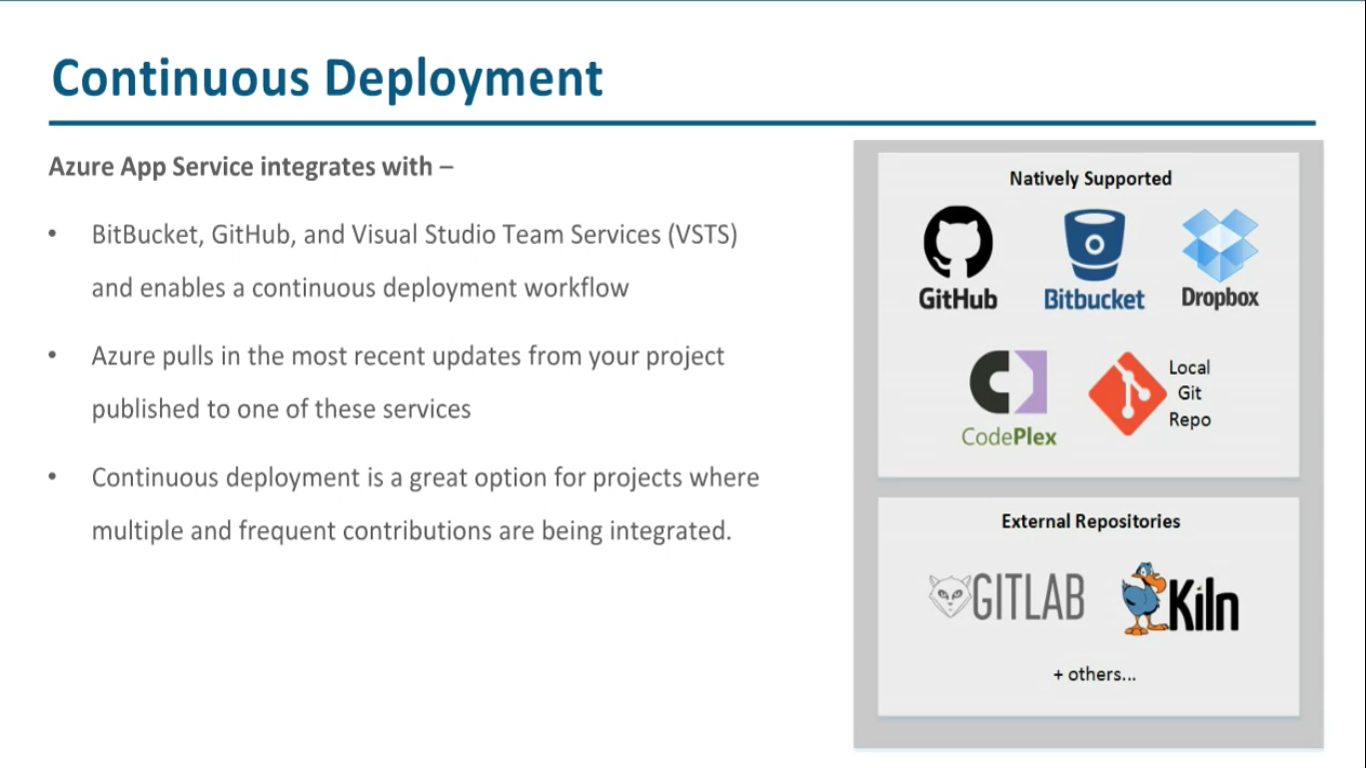 Continuous Deployment
Azure App Service integrates with –
• BitBucket, GitHub, and Visual Studio Team Services (VSTS)
and enables a continuous deployment workflow
• Azure pulls in the most recent updates from your project
published to one of these services
• Continuous deployment is a great option for projects where
multiple and frequent contributions are being integrated.
Natively Supported
GitHub
Bitbucket
Dropbox
CodePlex
Local
Git
Repo
External Repositories
GITLAB
Kiln
+ others...